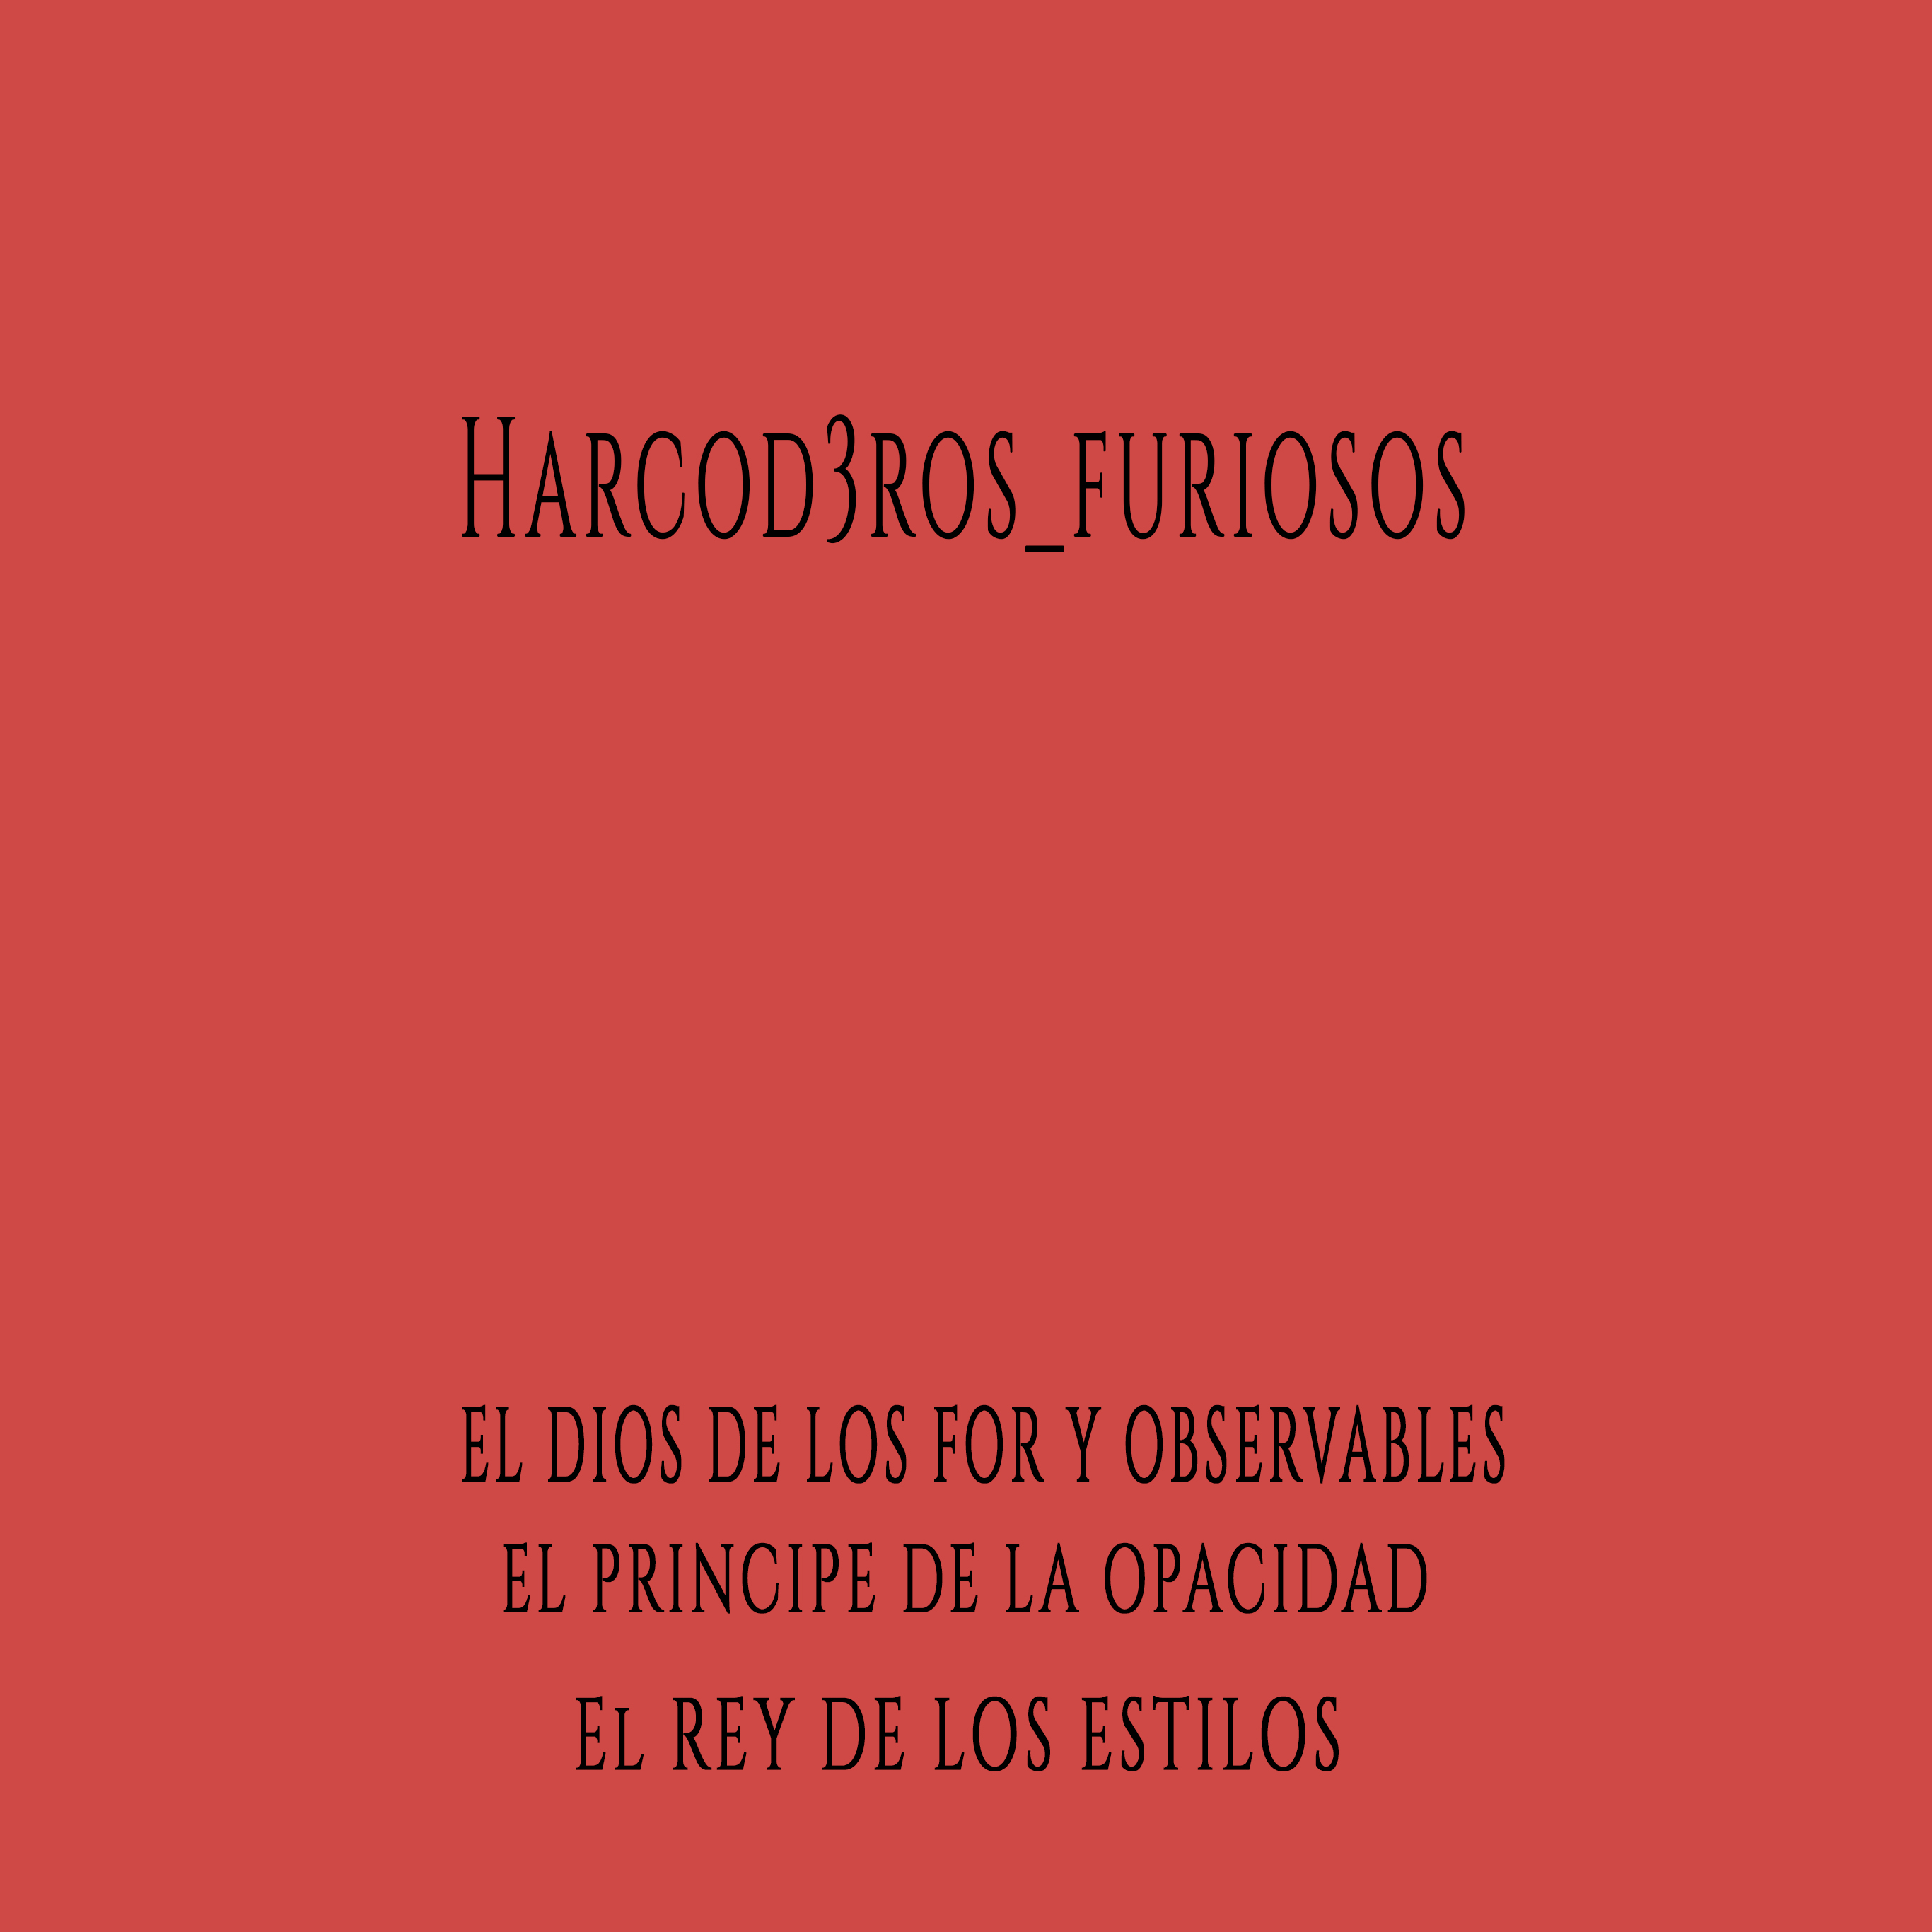 Harcod3ros_furiosos
el dios de los for y observables
El principe de la opacidad
El rey de los estilos